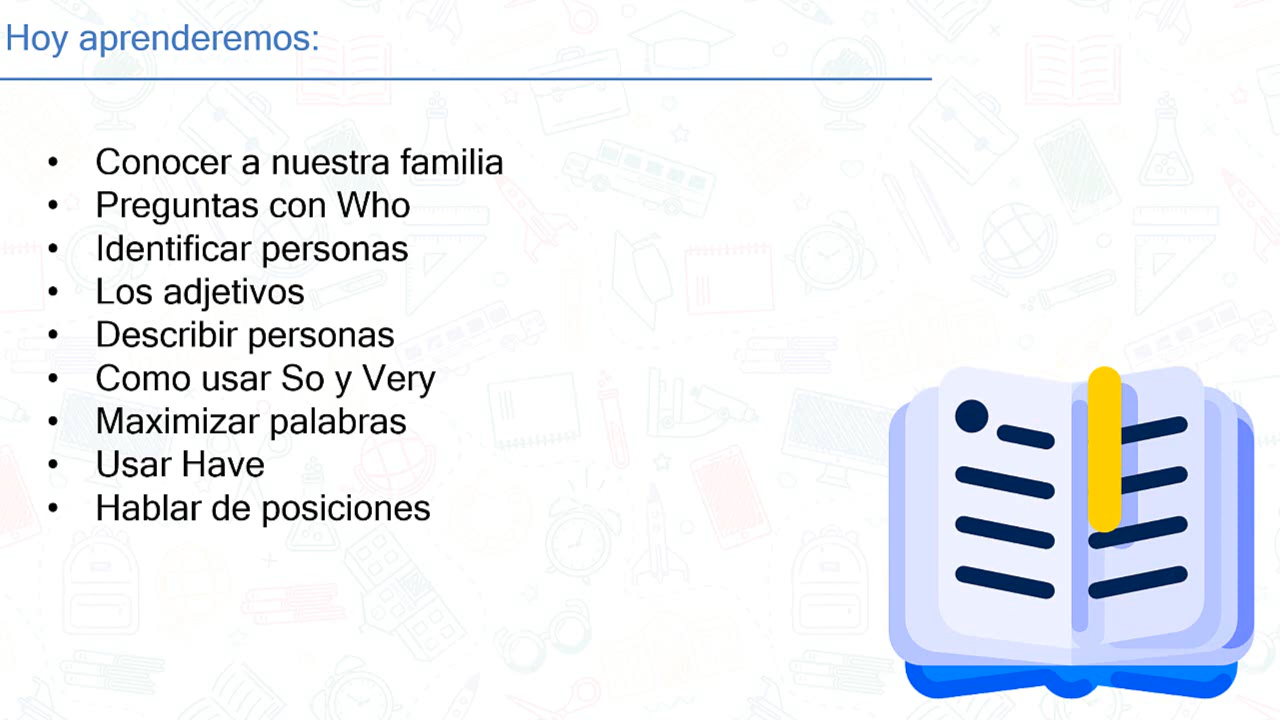 Hoy aprenderemos:
• Conocer a nuestra familia
• Preguntas con Who
• Identificar personas
• Los adjetivos
• Describir personas
• Como usar So y Very
• Maximizar palabras
• Usar Have
• Hablar de posiciones